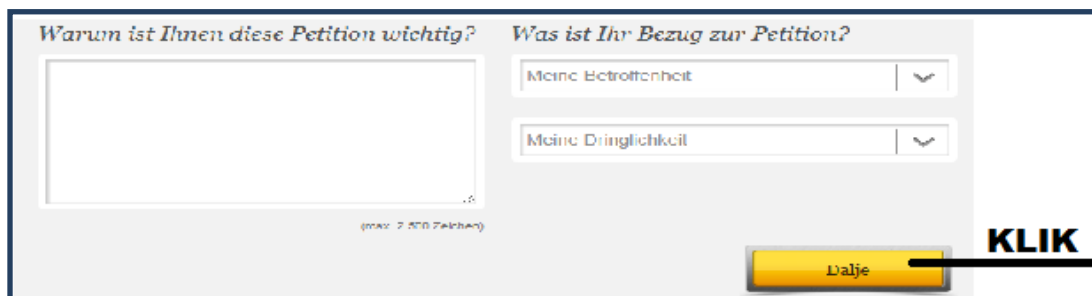 Warum ist Ihnen diese Petition wichtig?
Was ist Ihr Bezug zur Petition?
Meine Betroffenheit
Meine Dringlichkeit
(max. 2.500 Zeichen)
KLIK
Dalje